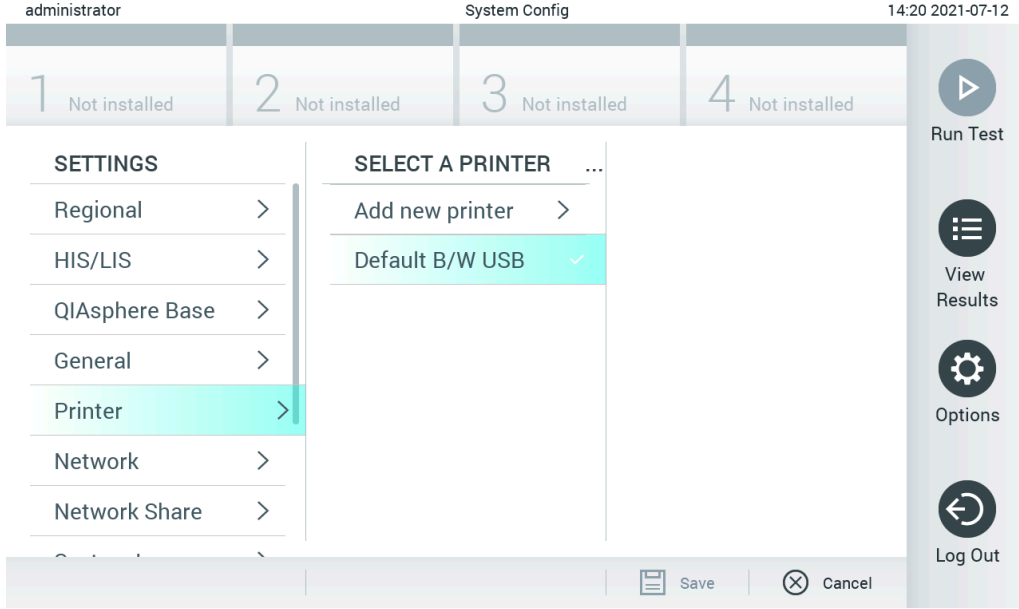 administrator
System Config
14:20 2021-07-12
1 Not installed
2 Not installed
3 Not installed
4 Not installed
Run Test
SETTINGS
Regional
HIS/LIS
QIAsphere Base
General
Printer
Network
Network Share
SELECT A PRINTER ...
Add new printer
Default B/W USB
View
Results
Options
Log Out
Save
Cancel